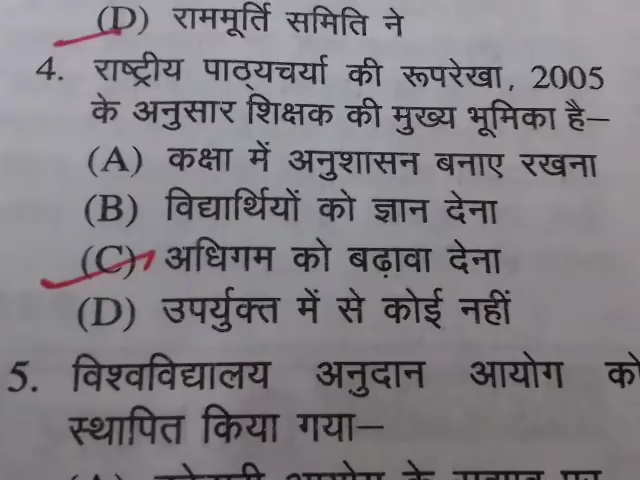 (D) राममूर्ति समिति ने
4. राष्ट्रीय पाठ्यचर्या की रूपरेखा, 2005
के अनुसार शिक्षक की मुख्य भूमिका है–
(A) कक्षा में अनुशासन बनाए रखना
(B) विद्यार्थियों को ज्ञान देना
(C) अधिगम को बढ़ावा देना
(D) उपर्युक्त में से कोई नहीं
5. विश्वविद्यालय अनुदान आयोग को
स्थापित किया गया–